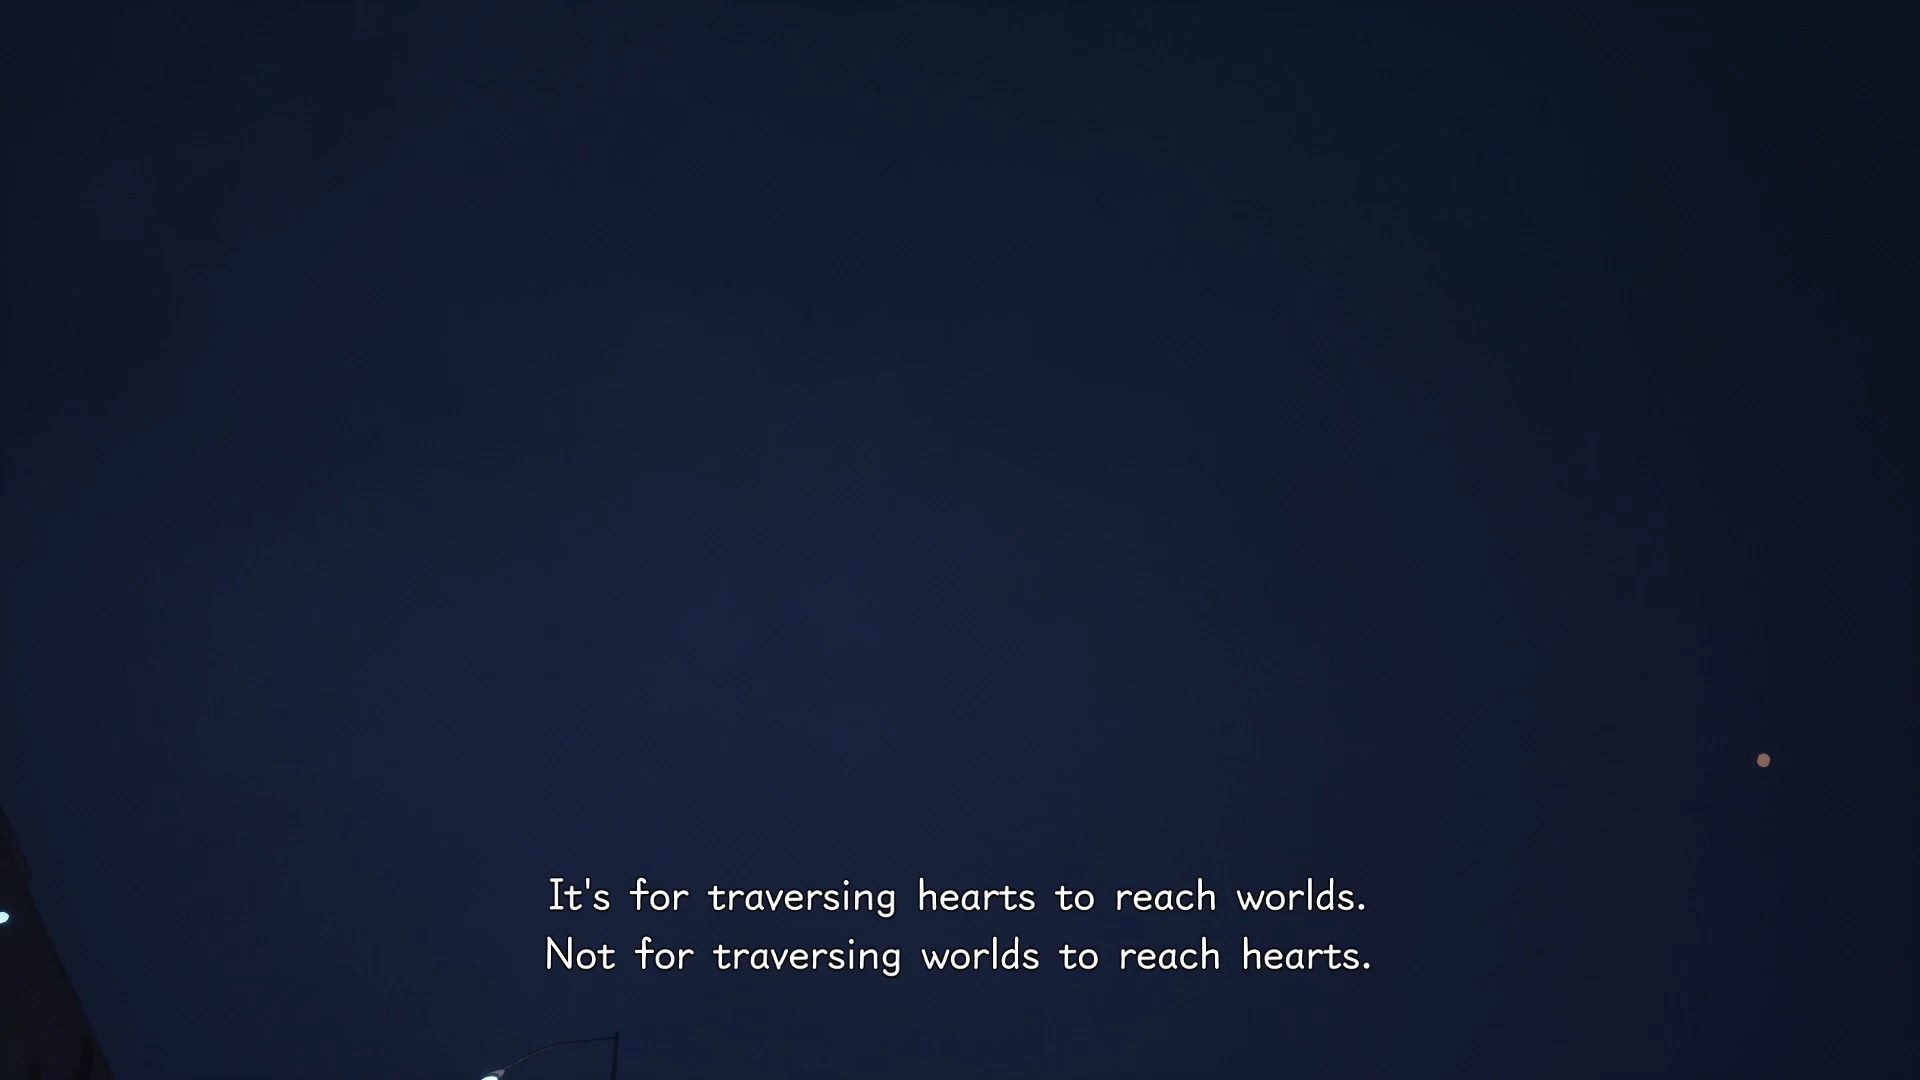 It's for traversing hearts to reach worlds.
Not for traversing worlds to reach hearts.